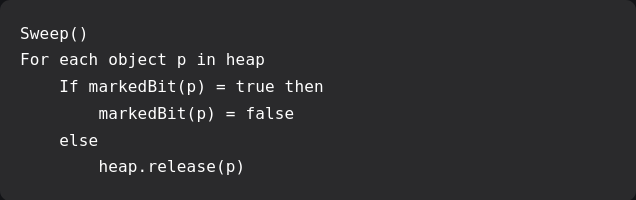 Sweep()
For each object p in heap
    If markedBit(p) = true then
        markedBit(p) = false
    else
        heap.release(p)